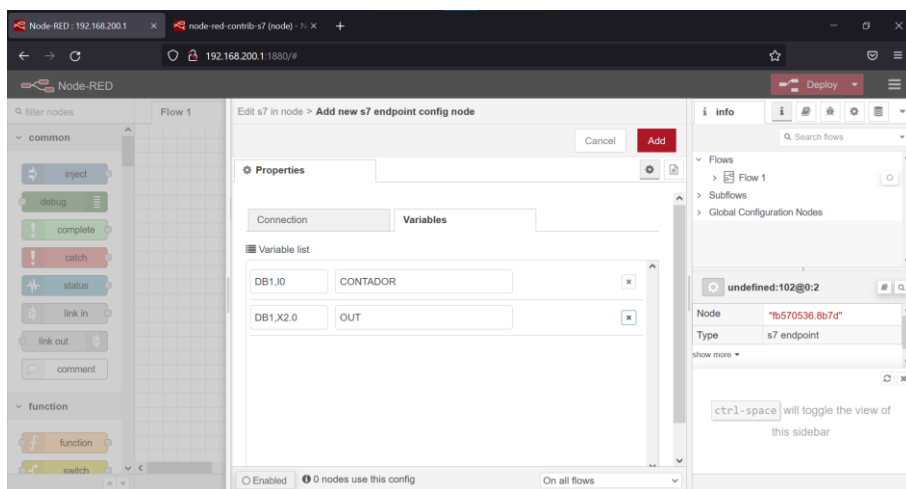 Node-RED : 192.168.200.1
node-red-contrib-s7 (node) - N
192.168.200.1:1880/#
Node-RED
Deploy
filter nodes
Flow 1
Edit s7 in node > Add new s7 endpoint config node
i info
i
Search flows
common
Cancel
Add
Flows
Flow 1
Subflows
Global Configuration Nodes
inject
debug
complete
catch
status
link in
link out
comment
function
function
switch
Properties
Connection
Variables
Variable list
DB1,I0
CONTADOR
DB1,X2.0
OUT
undefined:102@0:2
Node
"fb570536.8b7d"
Type
s7 endpoint
show more
ctrl-space will toggle the view of
this sidebar
Enabled
0 nodes use this config
On all flows